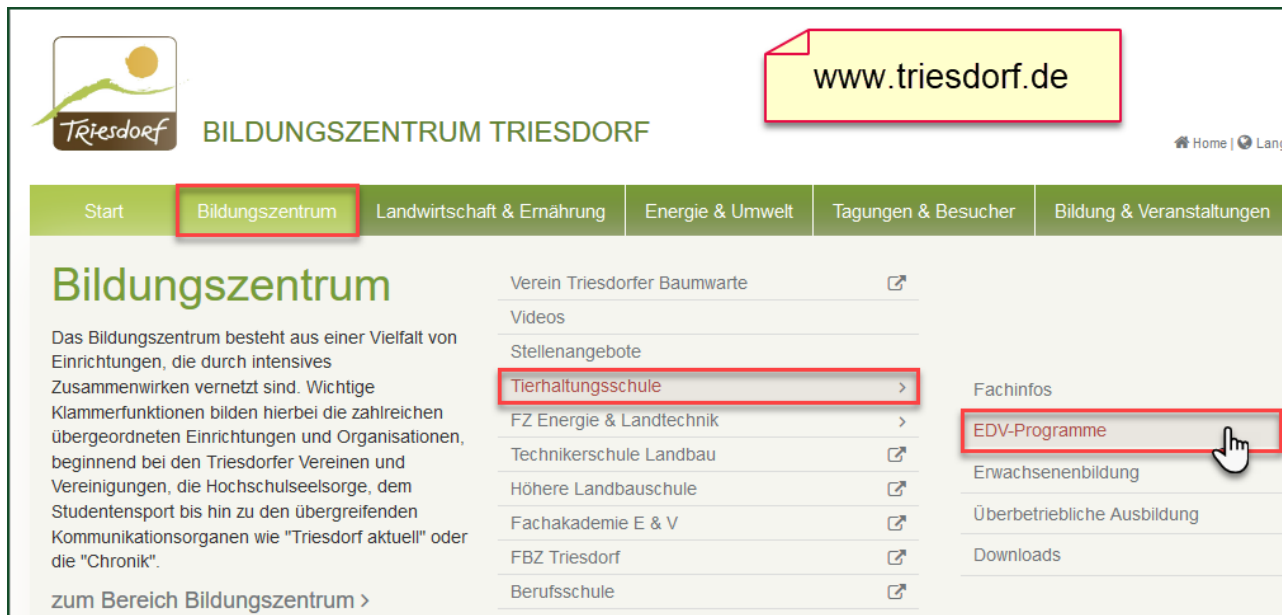 www.triesdorf.de
Triesdorf
BILDUNGSZENTRUM TRIESDORF
Home | Lang
Start
Bildungszentrum
Landwirtschaft & Ernährung
Energie & Umwelt
Tagungen & Besucher
Bildung & Veranstaltungen
Bildungszentrum
Das Bildungszentrum besteht aus einer Vielfalt von
Einrichtungen, die durch intensives
Zusammenwirken vernetzt sind. Wichtige
Klammerfunktionen bilden hierbei die zahlreichen
übergeordneten Einrichtungen und Organisationen,
beginnend bei den Triesdorfer Vereinen und
Vereinigungen, die Hochschulseelsorge, dem
Studentensport bis hin zu den übergreifenden
Kommunikationsorganen wie "Triesdorf aktuell" oder
die "Chronik".
zum Bereich Bildungszentrum >
Verein Triesdorfer Baumwarte
Videos
Stellenangebote
Tierhaltungsschule >
FZ Energie & Landtechnik >
Technikerschule Landbau
Höhere Landbauschule
Fachakademie E & V
FBZ Triesdorf
Berufsschule
Fachinfos
EDV-Programme
Erwachsenenbildung
Überbetriebliche Ausbildung
Downloads